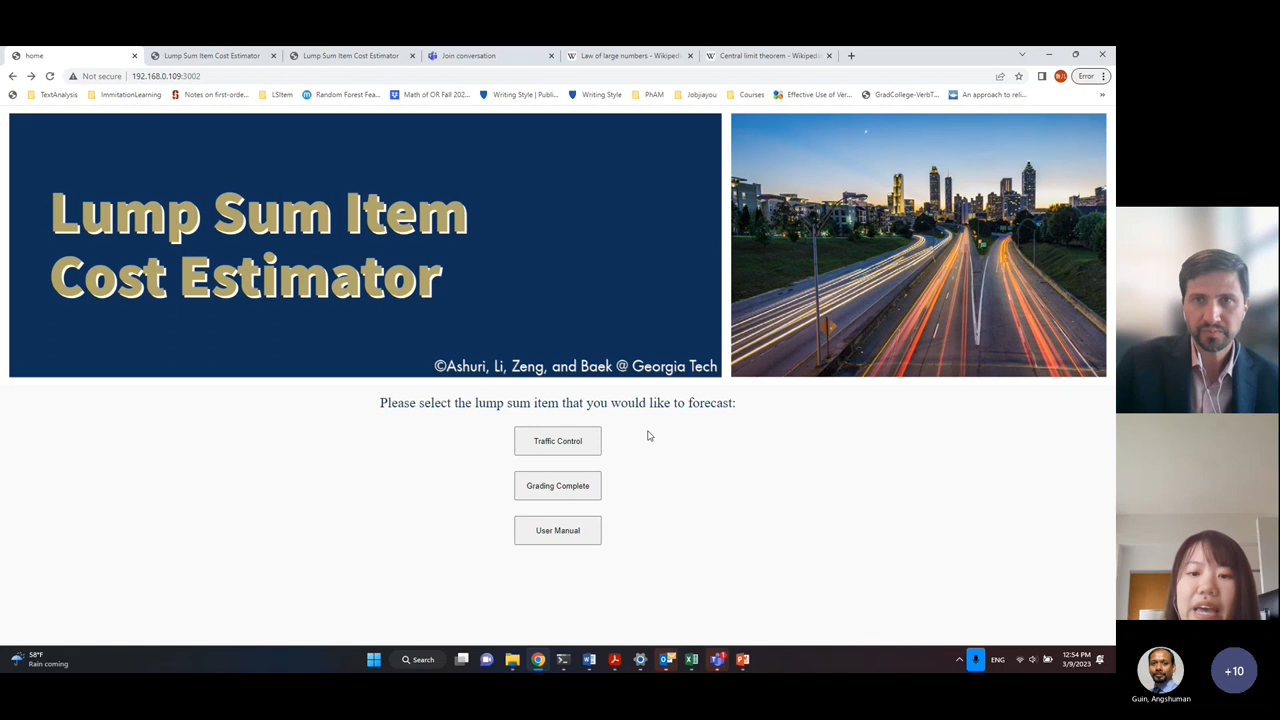 home
Lump Sum Item Cost Estimator
Lump Sum Item Cost Estimator
Join conversation
Law of large numbers - Wikipedi
Central limit theorem - Wikipedi
Not secure
192.168.0.109:3002
Error
TextAnalysis
ImmitationLearning
Notes on first-orde...
LSItem
Random Forest Fea...
Math of OR Fall 202...
Writing Style | Publi...
Writing Style
PhAM
Jobjiayou
Courses
Effective Use of Ver...
GradCollege-VerbT...
An approach to reli...
»
Lump Sum Item
Cost Estimator
©Ashuri, Li, Zeng, and Baek @ Georgia Tech
Please select the lump sum item that you would like to forecast:
Traffic Control
Grading Complete
User Manual
58°F
Rain coming
Search
ENG
12:54 PM
3/9/2023
Guin, Angshuman
+10